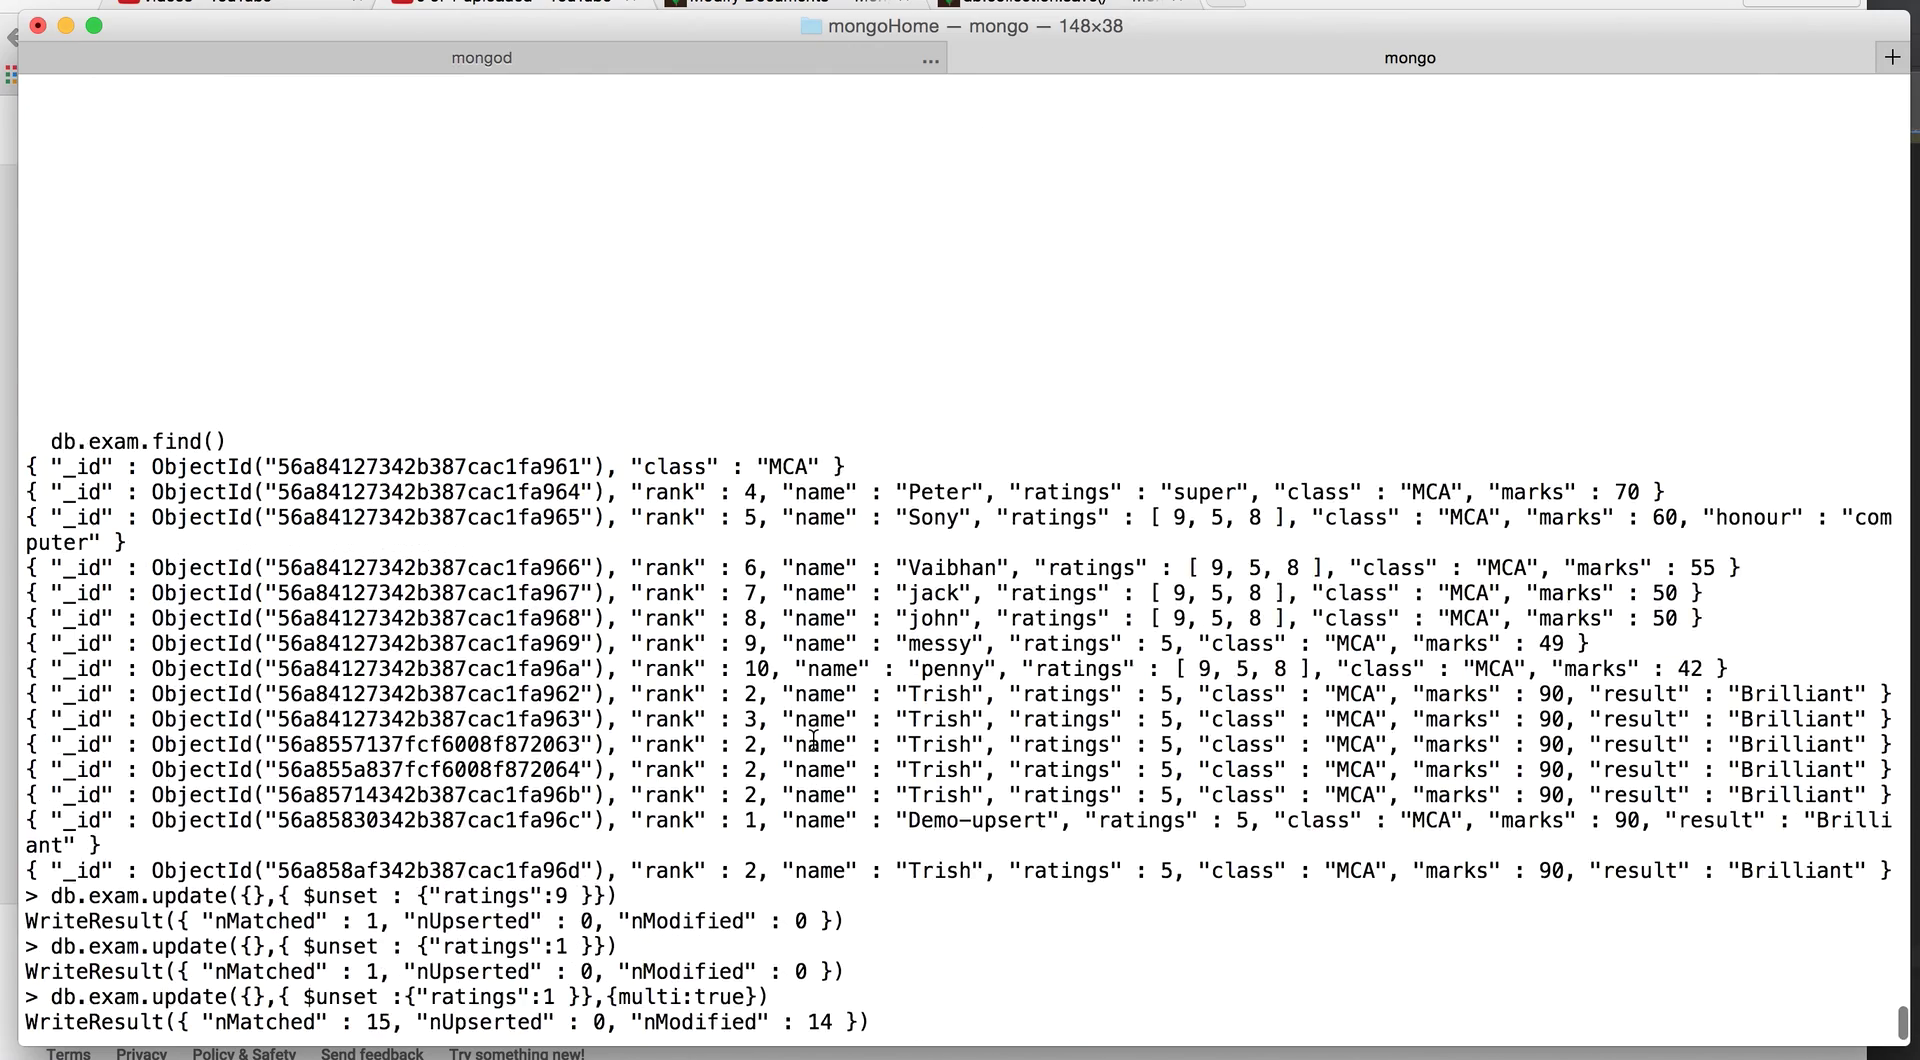 mongoHome — mongo — 148×38
mongod
...
mongo
+
db.exam.find()
{ "_id" : ObjectId("56a84127342b387cac1fa961"), "class" : "MCA" }
{ "_id" : ObjectId("56a84127342b387cac1fa964"), "rank" : 4, "name" : "Peter", "ratings" : "super", "class" : "MCA", "marks" : 70 }
{ "_id" : ObjectId("56a84127342b387cac1fa965"), "rank" : 5, "name" : "Sony", "ratings" : [ 9, 5, 8 ], "class" : "MCA", "marks" : 60, "honour" : "com
puter" }
{ "_id" : ObjectId("56a84127342b387cac1fa966"), "rank" : 6, "name" : "Vaibhan", "ratings" : [ 9, 5, 8 ], "class" : "MCA", "marks" : 55 }
{ "_id" : ObjectId("56a84127342b387cac1fa967"), "rank" : 7, "name" : "jack", "ratings" : [ 9, 5, 8 ], "class" : "MCA", "marks" : 50 }
{ "_id" : ObjectId("56a84127342b387cac1fa968"), "rank" : 8, "name" : "john", "ratings" : [ 9, 5, 8 ], "class" : "MCA", "marks" : 50 }
{ "_id" : ObjectId("56a84127342b387cac1fa969"), "rank" : 9, "name" : "messy", "ratings" : 5, "class" : "MCA", "marks" : 49 }
{ "_id" : ObjectId("56a84127342b387cac1fa96a"), "rank" : 10, "name" : "penny", "ratings" : [ 9, 5, 8 ], "class" : "MCA", "marks" : 42 }
{ "_id" : ObjectId("56a84127342b387cac1fa962"), "rank" : 2, "name" : "Trish", "ratings" : 5, "class" : "MCA", "marks" : 90, "result" : "Brilliant" }
{ "_id" : ObjectId("56a84127342b387cac1fa963"), "rank" : 3, "name" : "Trish", "ratings" : 5, "class" : "MCA", "marks" : 90, "result" : "Brilliant" }
{ "_id" : ObjectId("56a8557137fcf6008f872063"), "rank" : 2, "name" : "Trish", "ratings" : 5, "class" : "MCA", "marks" : 90, "result" : "Brilliant" }
{ "_id" : ObjectId("56a855a837fcf6008f872064"), "rank" : 2, "name" : "Trish", "ratings" : 5, "class" : "MCA", "marks" : 90, "result" : "Brilliant" }
{ "_id" : ObjectId("56a85714342b387cac1fa96b"), "rank" : 2, "name" : "Trish", "ratings" : 5, "class" : "MCA", "marks" : 90, "result" : "Brilliant" }
{ "_id" : ObjectId("56a85830342b387cac1fa96c"), "rank" : 1, "name" : "Demo-upsert", "ratings" : 5, "class" : "MCA", "marks" : 90, "result" : "Brilli
ant" }
{ "_id" : ObjectId("56a858af342b387cac1fa96d"), "rank" : 2, "name" : "Trish", "ratings" : 5, "class" : "MCA", "marks" : 90, "result" : "Brilliant" }
> db.exam.update({},{ $unset : {"ratings":9 }})
WriteResult({ "nMatched" : 1, "nUpserted" : 0, "nModified" : 0 })
> db.exam.update({},{ $unset : {"ratings":1 }})
WriteResult({ "nMatched" : 1, "nUpserted" : 0, "nModified" : 0 })
> db.exam.update({},{ $unset :{"ratings":1 }},{multi:true})
WriteResult({ "nMatched" : 15, "nUpserted" : 0, "nModified" : 14 })
Terms Privacy Policy & Safety Send feedback Try something new!